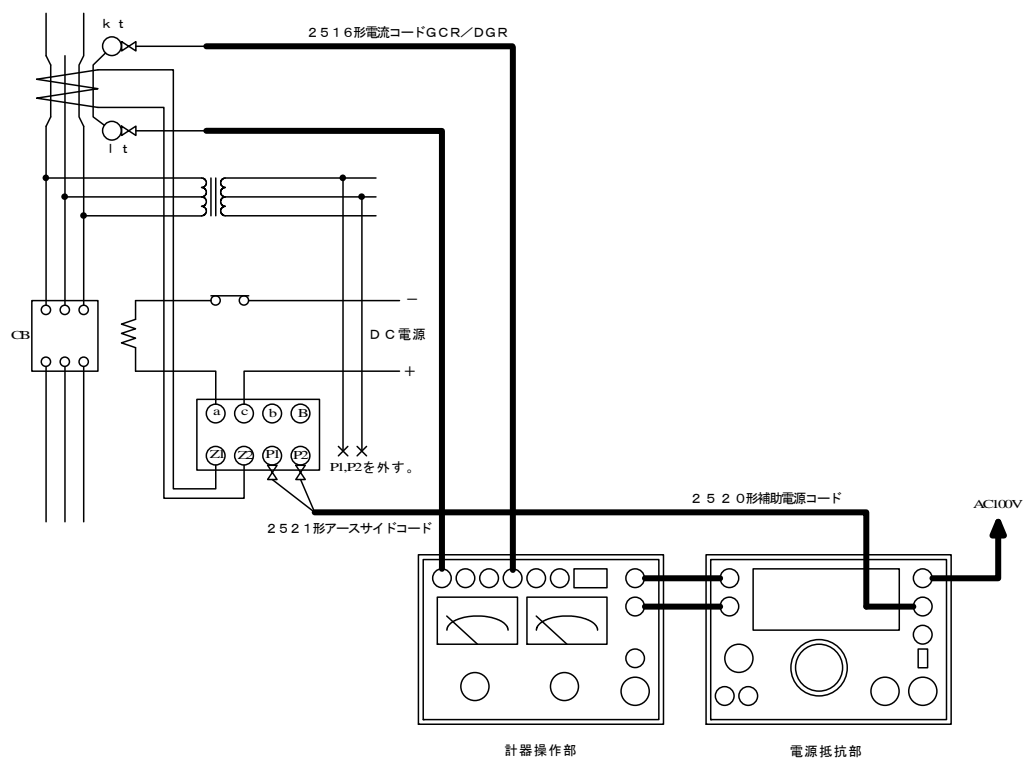 ｋ ｔ
２５１６形電流コードＧＣＲ／ＤＧＲ
ｌ ｔ
－
CB
ＤＣ電源
＋
a c b B
Z1 Z2 P1 P2
P1,P2を外す。
２５２０形補助電源コード
AC100V
２５２１形アースサイドコード
計器操作部
電源抵抗部